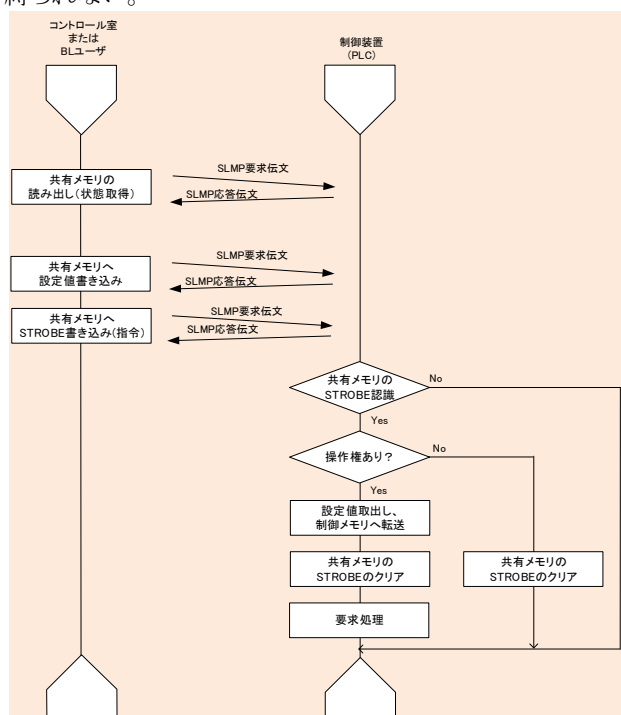 縛られない。
コントロール室
または
BLユーザ
制御装置
(PLC)
共有メモリの
読み出し(状態取得)
SLMP要求伝文
SLMP応答伝文
共有メモリへ
設定値書き込み
SLMP要求伝文
SLMP応答伝文
共有メモリへ
STROBE書き込み(指令)
SLMP要求伝文
SLMP応答伝文
共有メモリの
STROBE認識
No
Yes
操作権あり?
No
Yes
設定値取出し、
制御メモリへ転送
共有メモリの
STROBEのクリア
共有メモリの
STROBEのクリア
要求処理